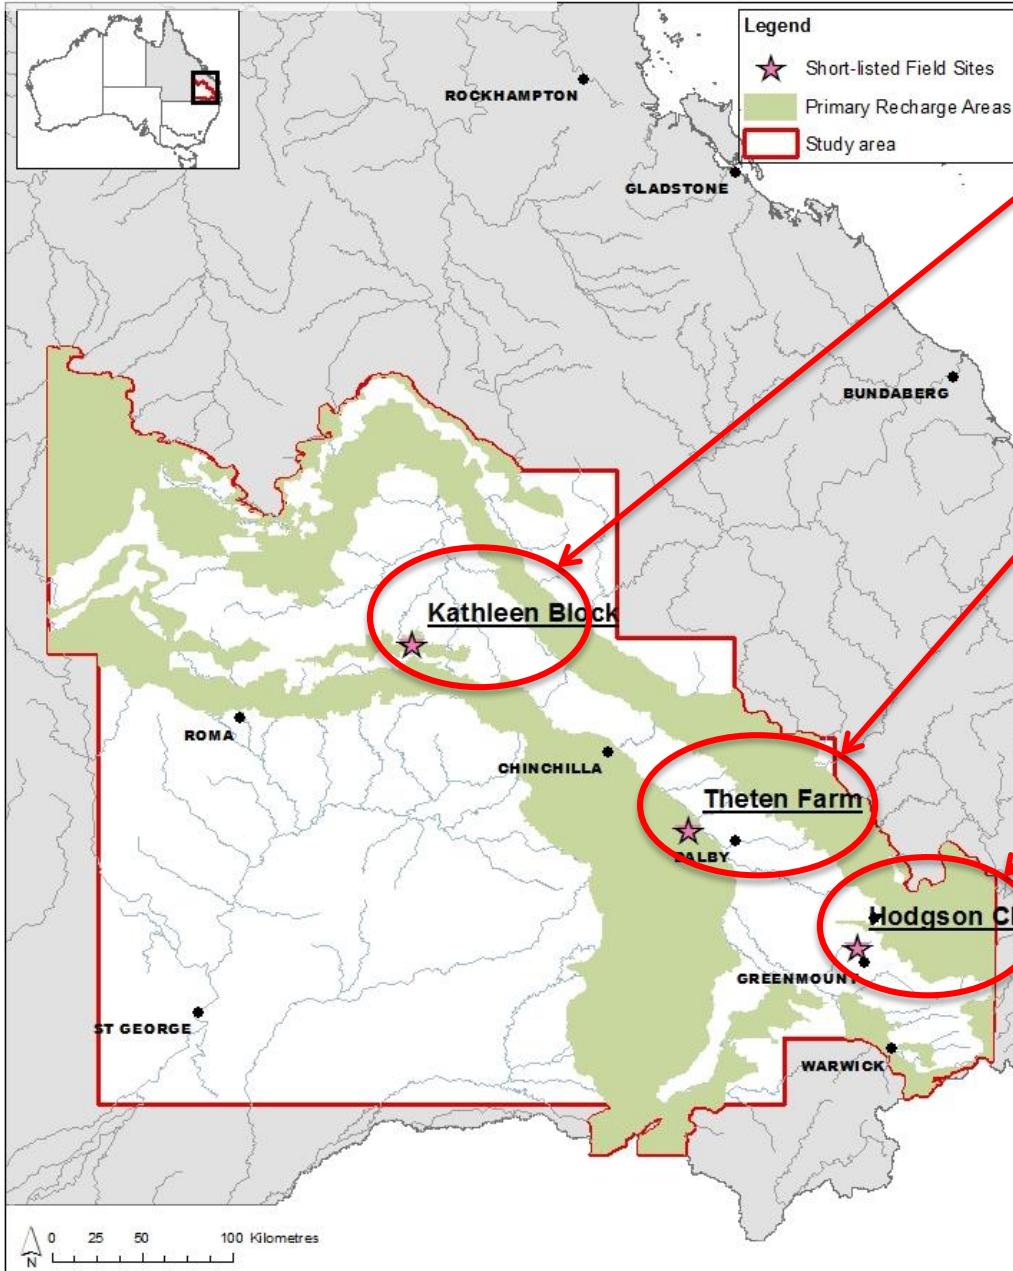 Legend
Short-listed Field Sites
Primary Recharge Areas
Study area
ROCKHAMPTON
GLADSTONE
BUNDABERG
Kathleen Block
ROMA
CHINCHILLA
Theten Farm
DALBY
Hodgson
GREENMOUNT
ST GEORGE
WARWICK
N
0 25 50 100 Kilometres